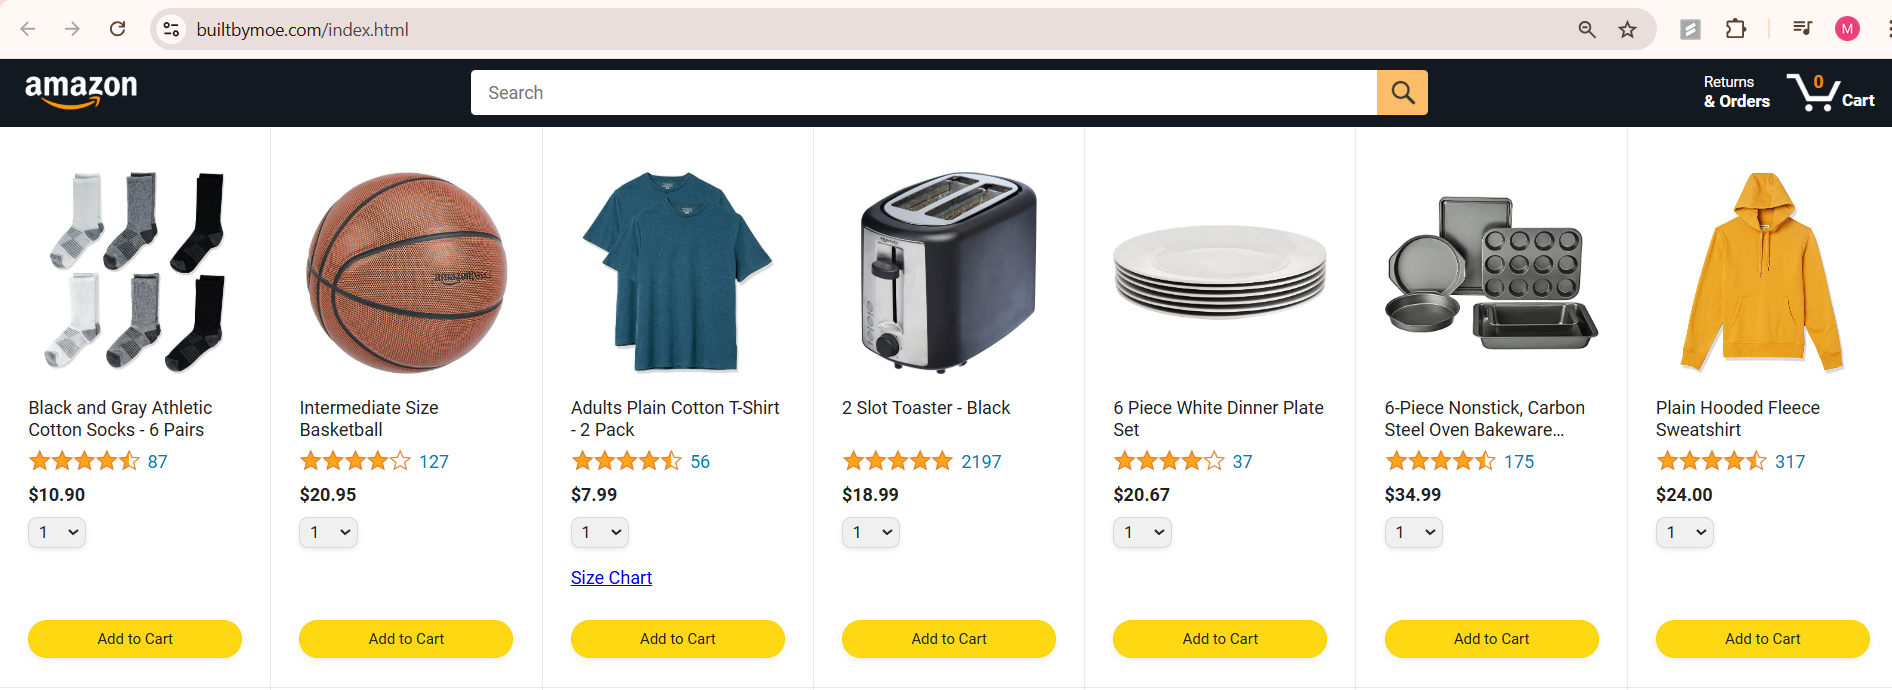 builtbymoe.com/index.html
M
amazon
Search
Returns
& Orders
0
Cart
amazonbasics
Black and Gray Athletic
Cotton Socks - 6 Pairs
87
$10.90
1
Add to Cart
Intermediate Size
Basketball
127
$20.95
1
Add to Cart
Adults Plain Cotton T-Shirt
- 2 Pack
56
$7.99
1
Size Chart
Add to Cart
2 Slot Toaster - Black
2197
$18.99
1
Add to Cart
6 Piece White Dinner Plate
Set
37
$20.67
1
Add to Cart
6-Piece Nonstick, Carbon
Steel Oven Bakeware...
175
$34.99
1
Add to Cart
Plain Hooded Fleece
Sweatshirt
317
$24.00
1
Add to Cart